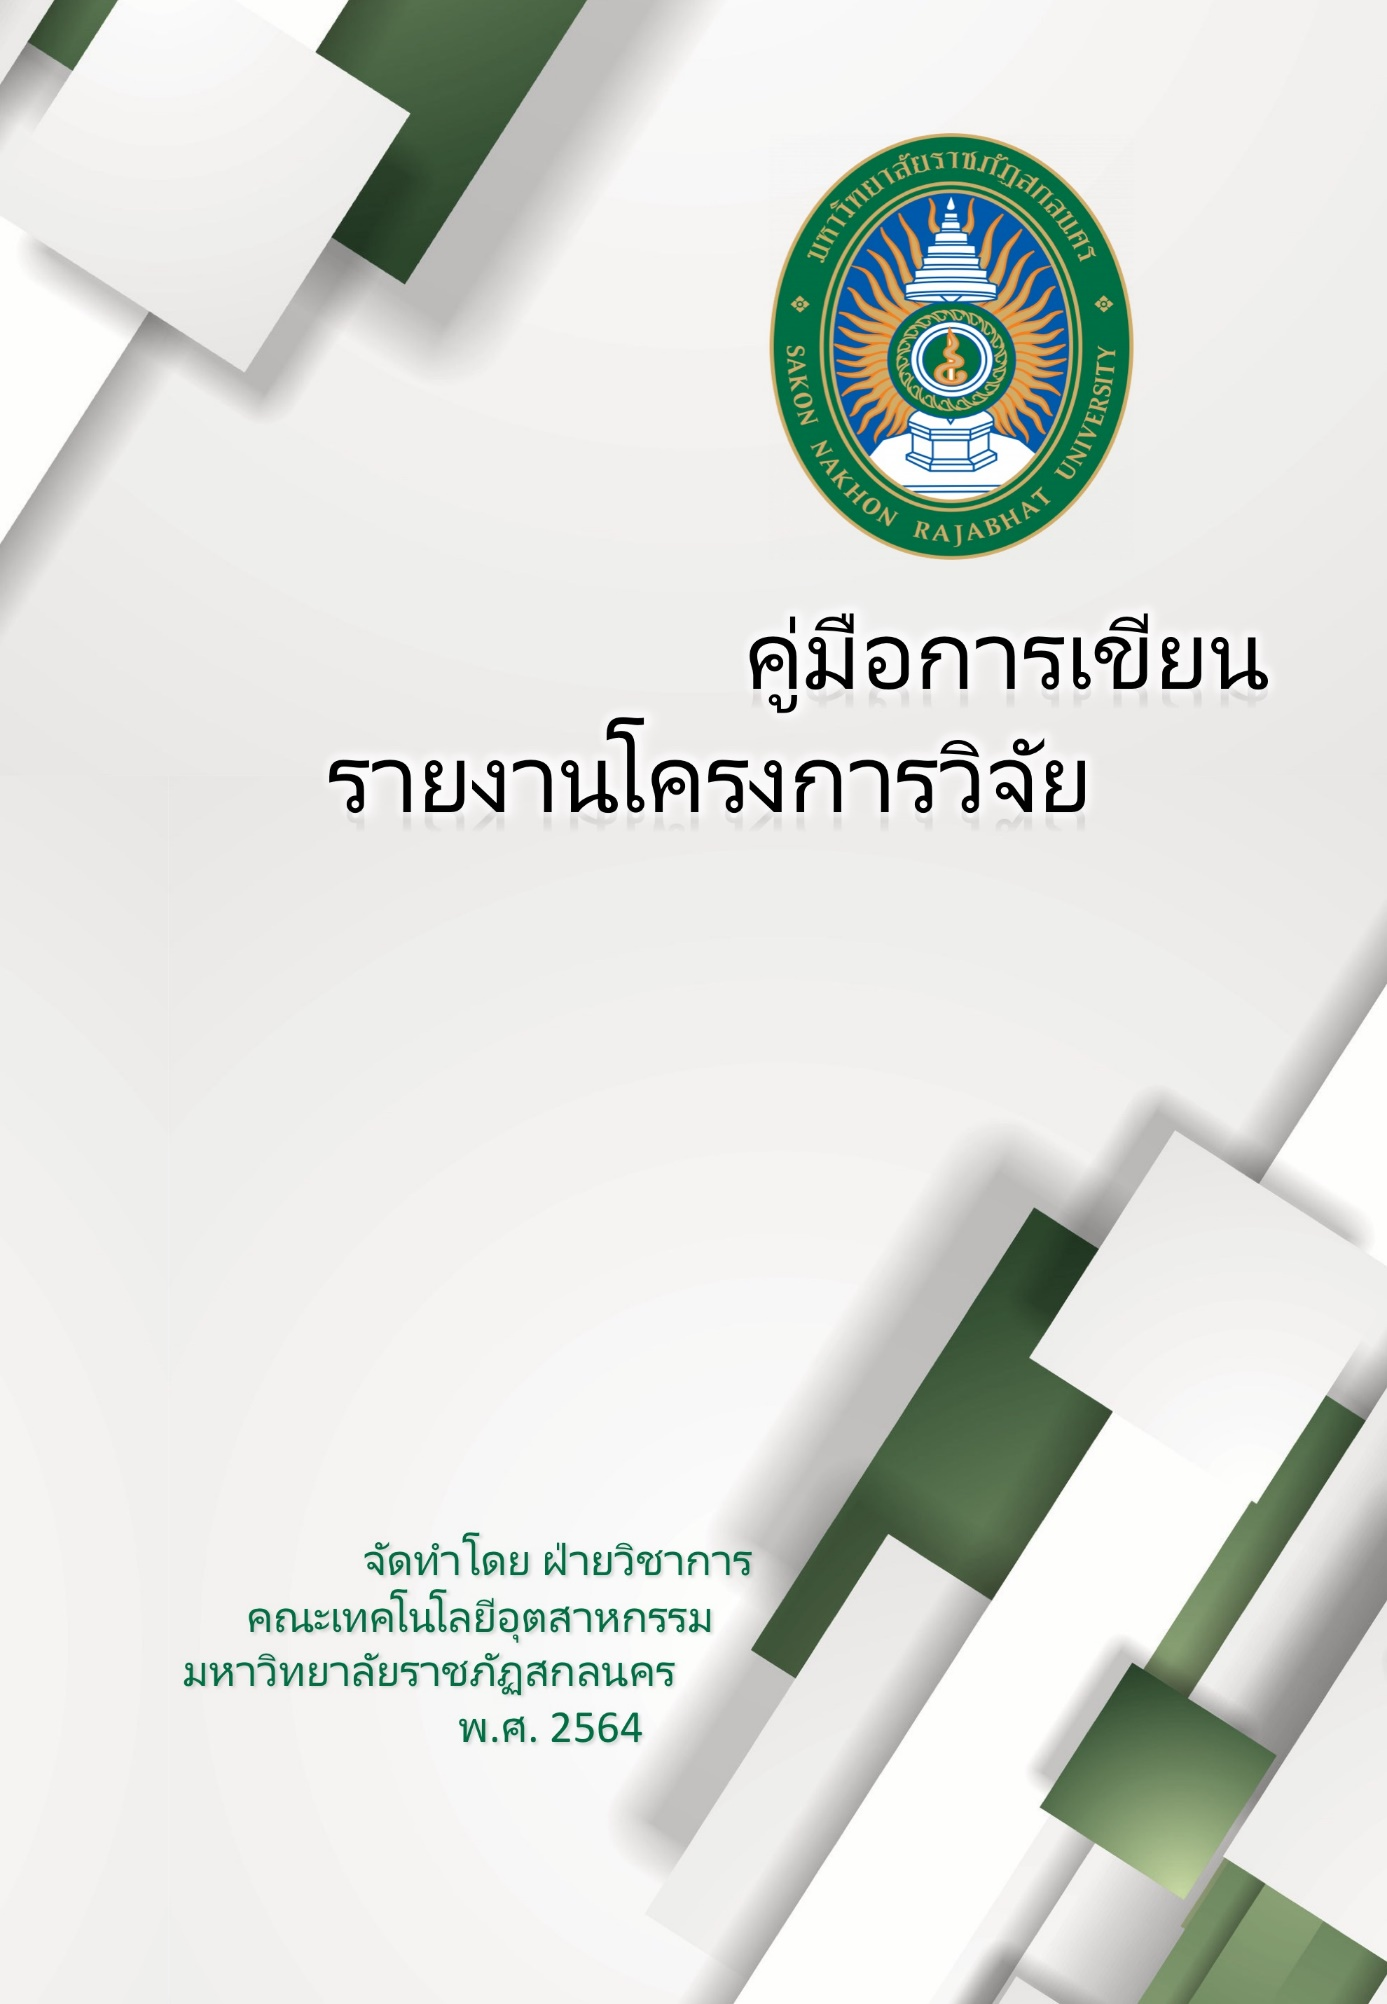 มหาวิทยาลัยราชภัฏสกลนคร
SAKON NAKHON RAJABHAT UNIVERSITY
คู่มือการเขียน
รายงานโครงการวิจัย
จัดทำโดย ฝ่ายวิชาการ
คณะเทคโนโลยีอุตสาหกรรม
มหาวิทยาลัยราชภัฏสกลนคร
พ.ศ. 2564